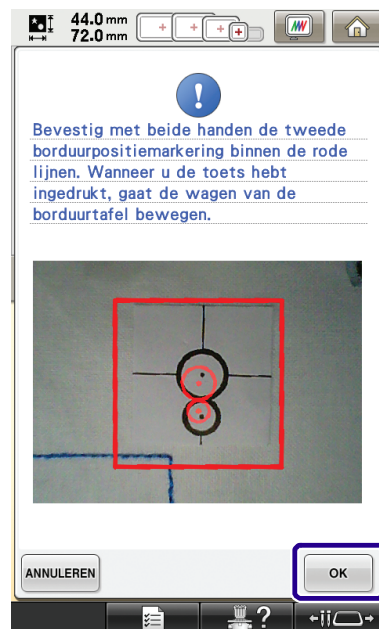 44.0 mm
72.0 mm
Bevestig met beide handen de tweede
borduurpositiemarkering binnen de rode
lijnen. Wanneer u de toets hebt
ingedrukt, gaat de wagen van de
borduurtafel bewegen.
ANNULEREN
OK
?